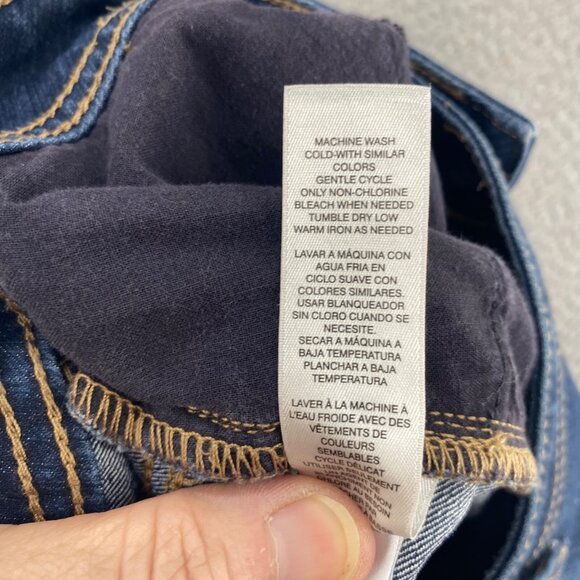 MACHINE WASH
COLD-WITH SIMILAR
COLORS
GENTLE CYCLE
ONLY NON-CHLORINE
BLEACH WHEN NEEDED
TUMBLE DRY LOW
WARM IRON AS NEEDED
LAVAR A MÁQUINA CON
AGUA FRIA EN
CICLO SUAVE CON
COLORES SIMILARES.
USAR BLANQUEADOR
SIN CLORO CUANDO SE
NECESITE.
SECAR A MÁQUINA A
BAJA TEMPERATURA
PLANCHAR A BAJA
TEMPERATURA
LAVER À LA MACHINE À
L'EAU FROIDE AVEC DES
VÊTEMENTS DE
COULEURS
SEMBLABLES
CYCLE DÉLICAT
UTILISER SEULEMENT